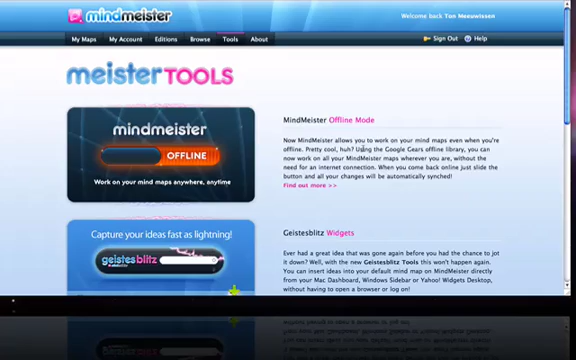 mindmeister
Welcome back Ton Meeuwissen
My Maps My Account Editions Browse Tools About Sign Out Help
meisterTOOLS
mindmeister
OFFLINE
Work on your mind maps anywhere, anytime
MindMeister Offline Mode
Now MindMeister allows you to work on your mind maps even when you're
offline. Pretty cool, huh? Using the Google Gears offline library, you can
now work on all your MindMeister maps wherever you are, without the
need for an internet connection. When you come back online just slide the
button and all your changes will be automatically synched!
Find out more >>
Capture your ideas fast as lightning!
geistesblitz
Geistesblitz Widgets
Ever had a great idea that was gone again before you had the chance to
jot it down? Well, with the new Geistesblitz Tools this won't happen again.
You can insert ideas into your default mind map on MindMeister directly
from your Mac Dashboard, Windows Sidebar or Yahoo! Widgets Desktop,
without having to open a browser or log on!